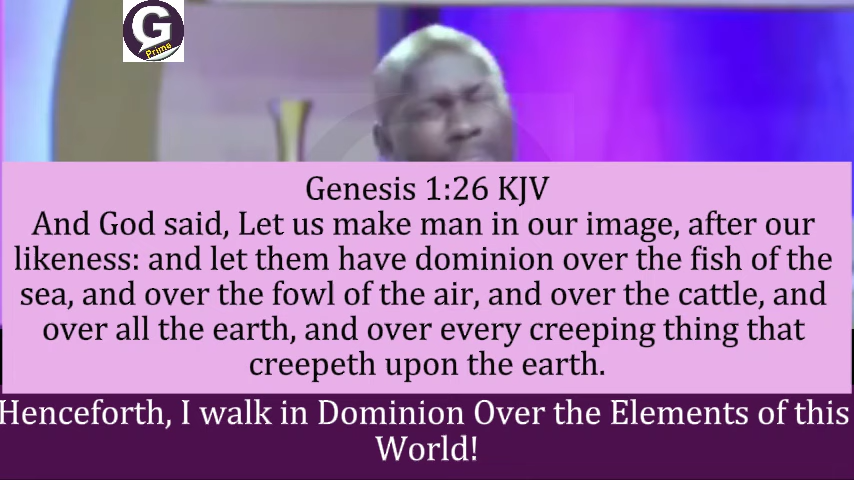 G
Prime
Genesis 1:26 KJV
And God said, Let us make man in our image, after our
likeness: and let them have dominion over the fish of the
sea, and over the fowl of the air, and over the cattle, and
over all the earth, and over every creeping thing that
creepeth upon the earth.
Henceforth, I walk in Dominion Over the Elements of this
World!